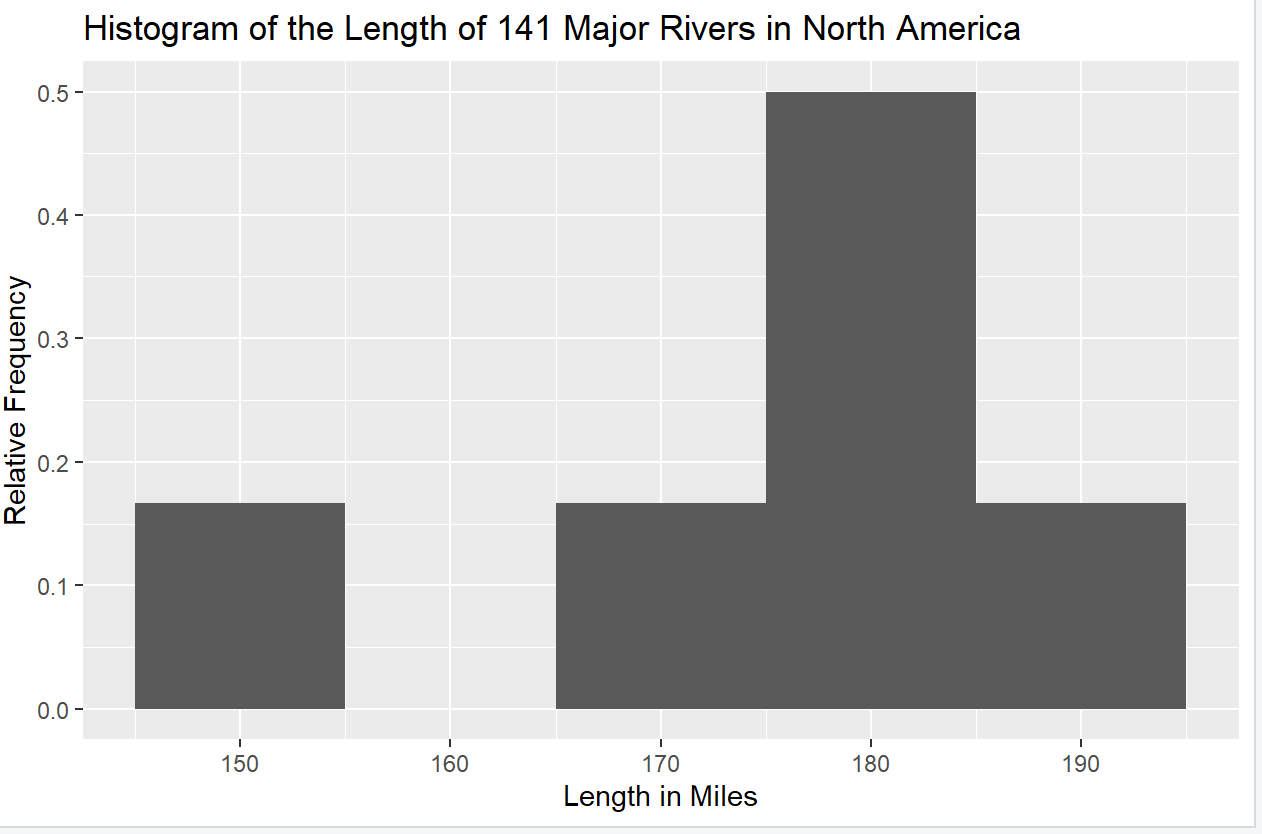 Histogram of the Length of 141 Major Rivers in North America
Relative Frequency
0.5
0.4
0.3
0.2
0.1
0.0
150 160 170 180 190
Length in Miles